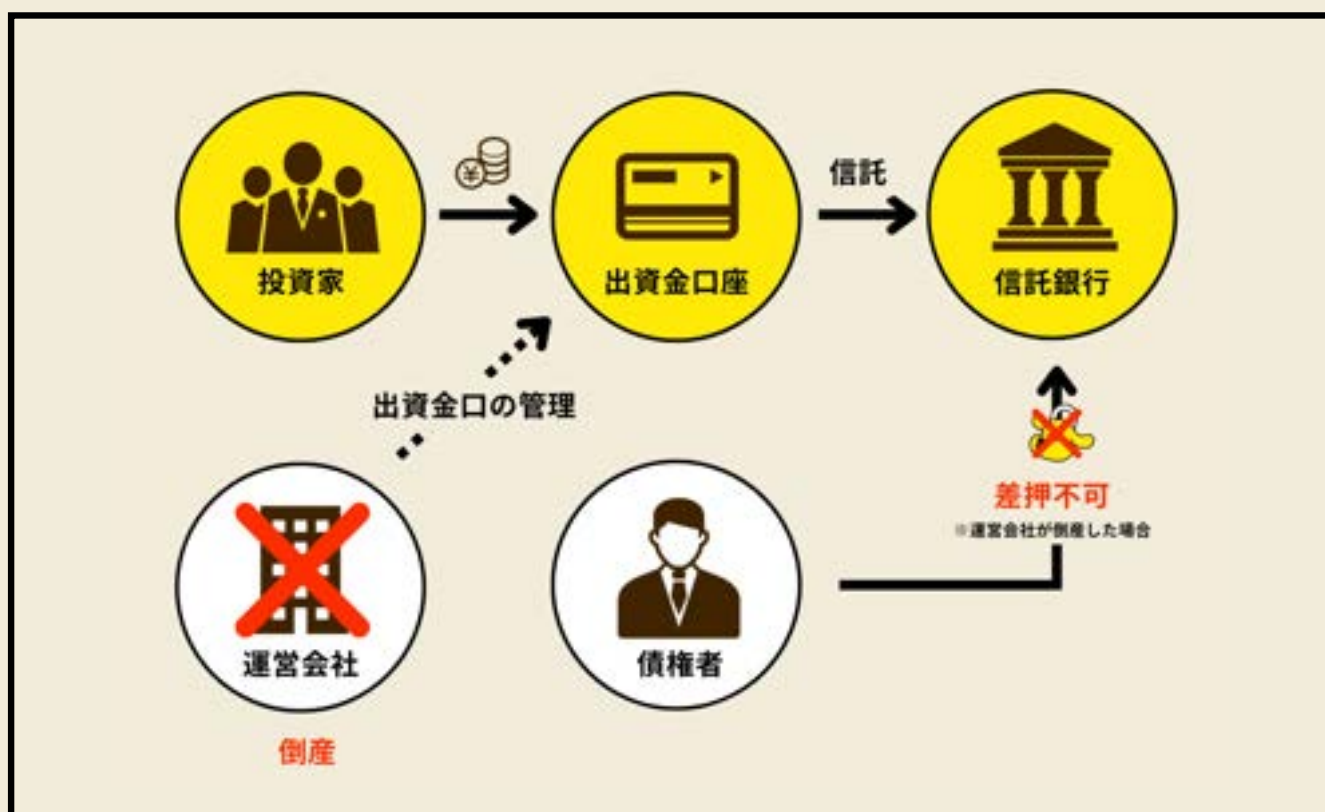 ¥
信託
投資家
出資金口座
信託銀行
出資金口の管理
差押不可
※運営会社が倒産した場合
運営会社
債権者
倒産